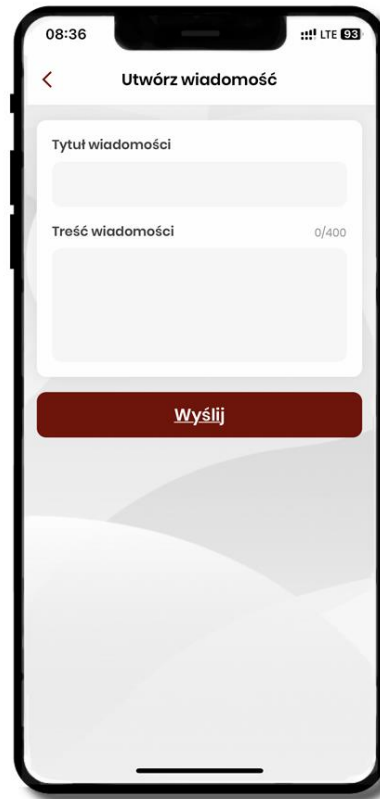 08:36 LTE 93
Utwórz wiadomość
Tytuł wiadomości
Treść wiadomości 0/400
Wyślij